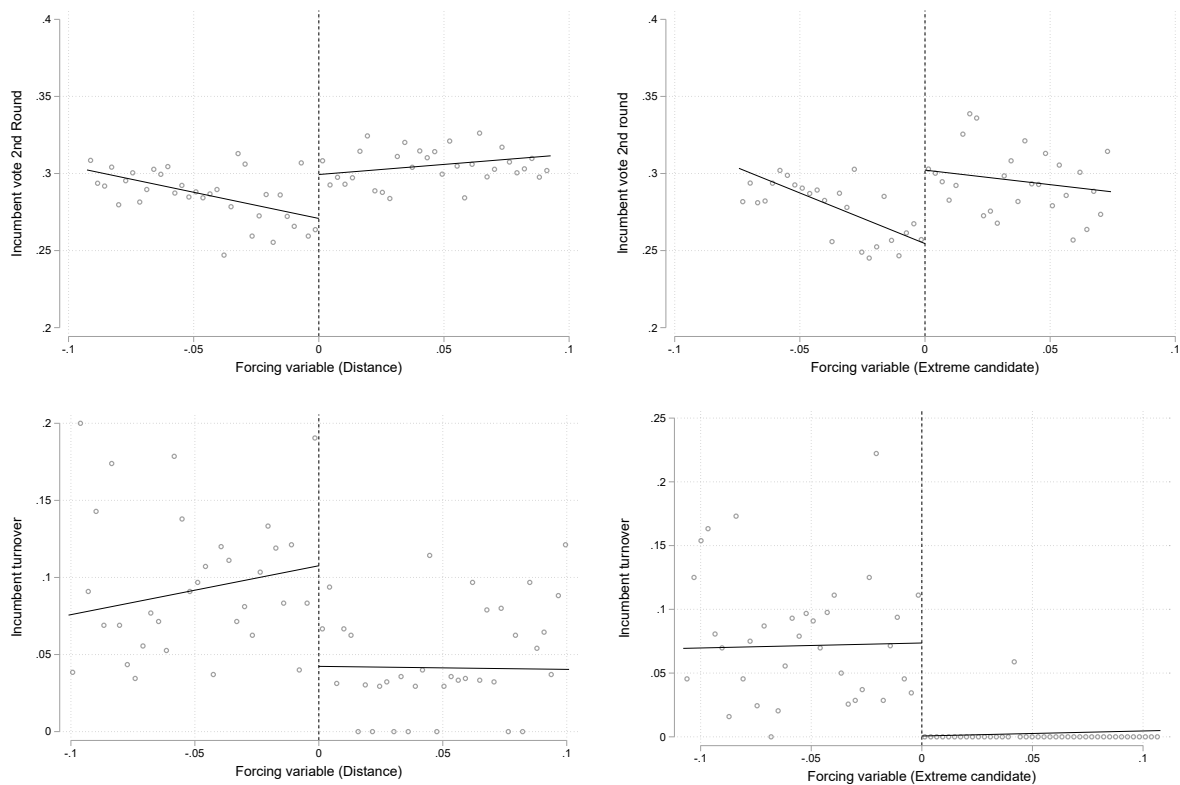 .4
.35
.3
.25
.2
Incumbent vote 2nd Round
-.1 -.05 0 .05 .1
Forcing variable (Distance)
.4
.35
.3
.25
.2
Incumbent vote 2nd round
-.1 -.05 0 .05 .1
Forcing variable (Extreme candidate)
.2
.15
.1
.05
0
Incumbent turnover
-.1 -.05 0 .05 .1
Forcing variable (Distance)
.25
.2
.15
.1
.05
0
Incumbent turnover
-.1 -.05 0 .05 .1
Forcing variable (Extreme candidate)